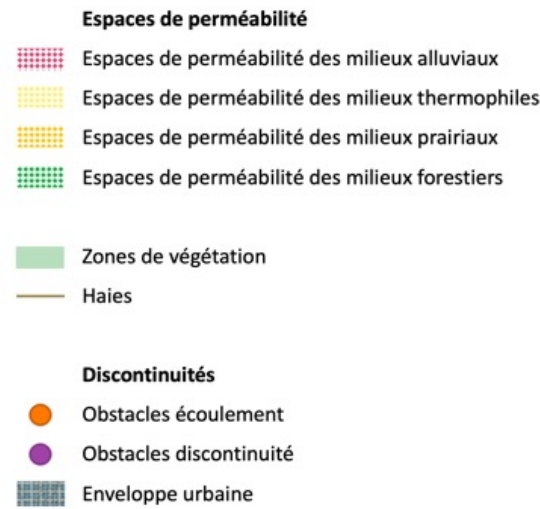 Espaces de perméabilité
Espaces de perméabilité des milieux alluviaux
Espaces de perméabilité des milieux thermophiles
Espaces de perméabilité des milieux prairiaux
Espaces de perméabilité des milieux forestiers
Zones de végétation
Haies
Discontinuités
Obstacles écoulement
Obstacles discontinuité
Enveloppe urbaine